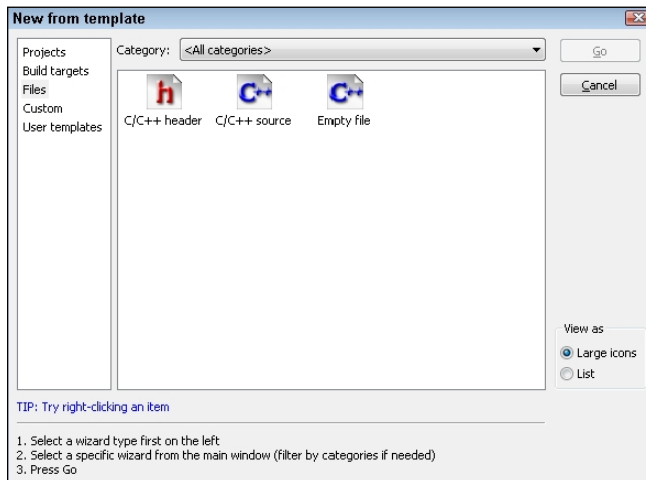 New from template
Projects
Build targets
Files
Custom
User templates
Category: <All categories>
h C++ C++
C/C++ header C/C++ source Empty file
Go
Cancel
View as
Large icons
List
TIP: Try right-clicking an item
1. Select a wizard type first on the left
2. Select a specific wizard from the main window (filter by categories if needed)
3. Press Go